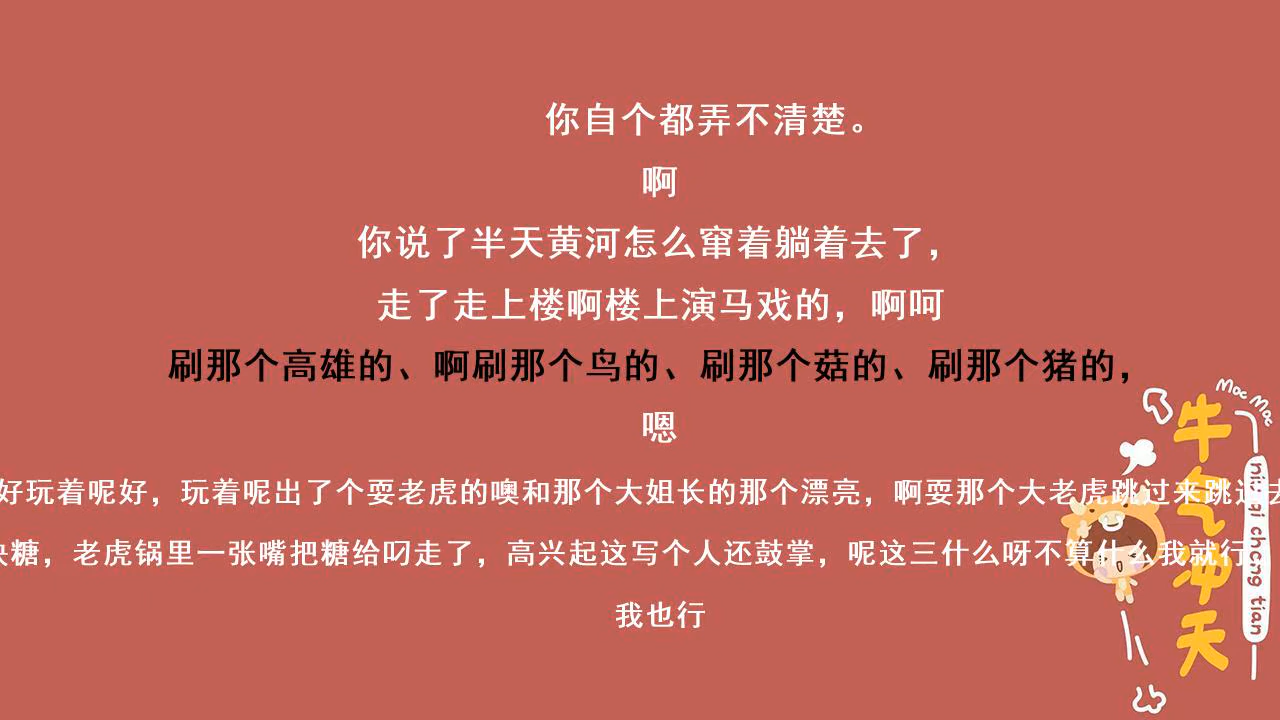 你自个都弄不清楚。
啊
你说了半天黄河怎么窜着躺着去了，
走了走上楼啊楼上演马戏的，啊呵
刷那个高雄的、啊刷那个鸟的、刷那个菇的、刷那个猪的，
嗯
好玩着呢好，玩着呢出了个耍老虎的噢和那个大姐长的那个漂亮，啊耍那个大老虎跳过来跳过去
块糖，老虎锅里一张嘴把糖给叼走了，高兴起这写个人还鼓掌，呢这三什么呀不算什么我就行
我也行
Moc Moc
牛气冲天
niu qi chong tian